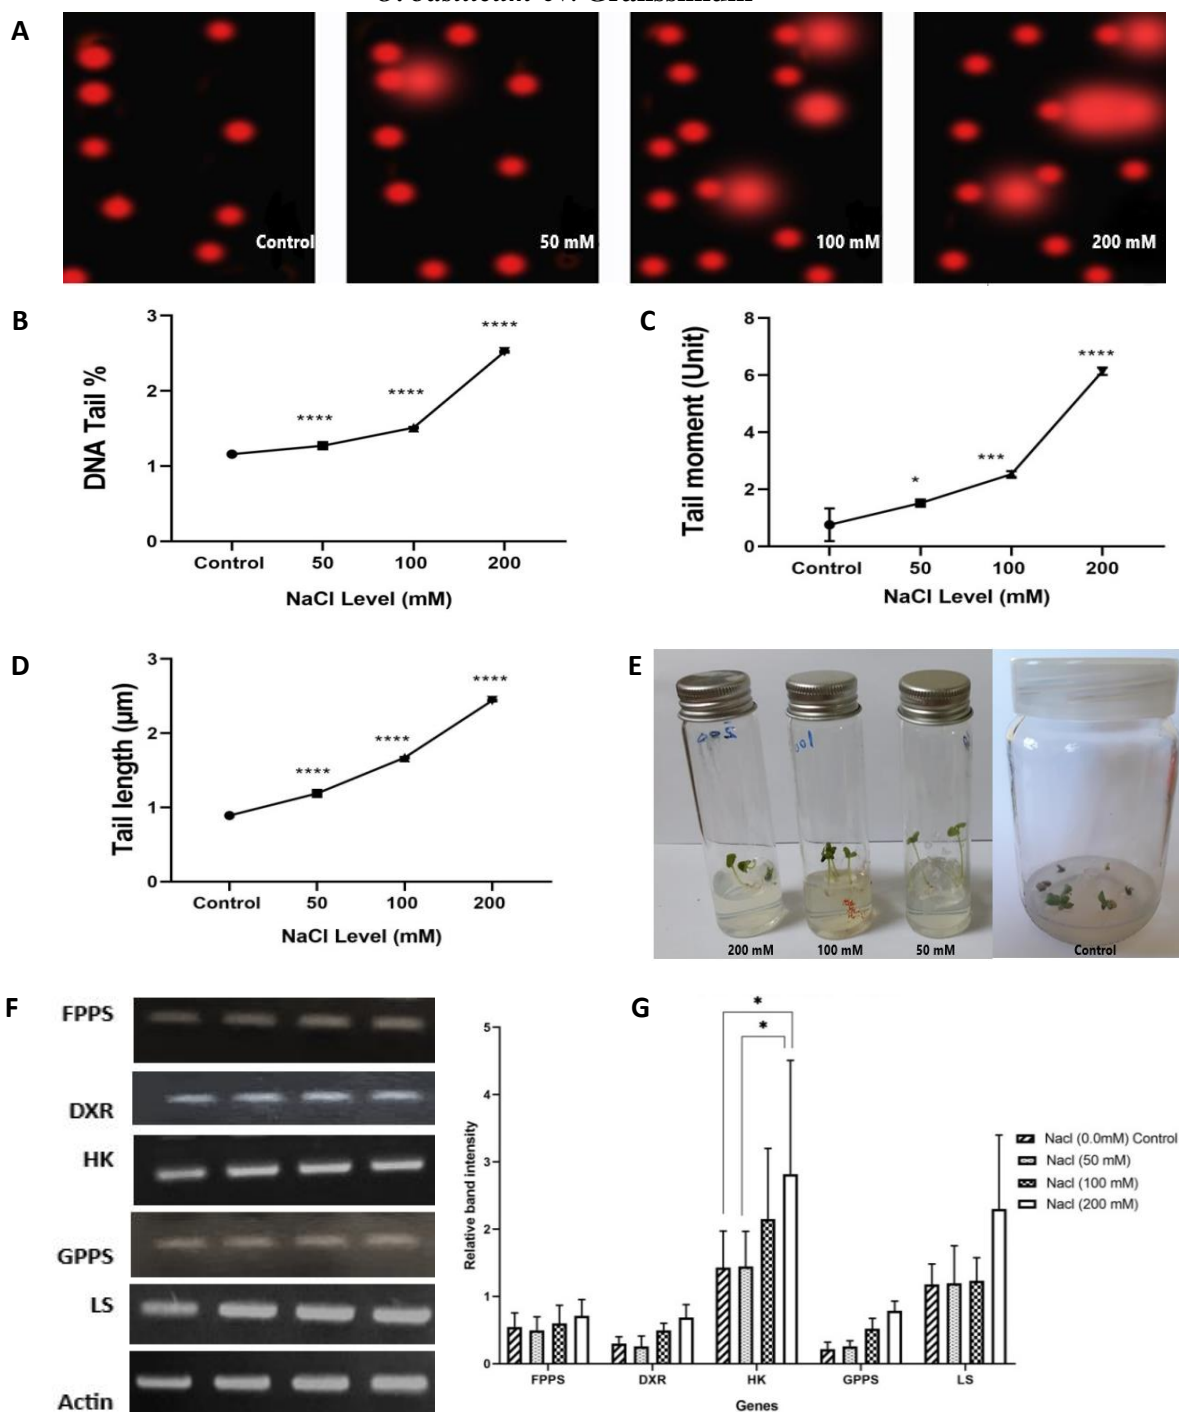 A
Control
50 mM
100 mM
200 mM
B
DNA Tail %
3
2
1
0
****
****
****
Control
50
100
200
NaCl Level (mM)
C
Tail moment (Unit)
8
6
4
2
0
*
***
****
Control
50
100
200
NaCl Level (mM)
D
Tail length (µm)
3
2
1
0
****
****
****
Control
50
100
200
NaCl Level (mM)
E
200
100
200 mM
100 mM
50 mM
Control
F
FPPS
DXR
HK
GPPS
LS
Actin
G
Relative band intensity
5
4
3
2
1
0
*
*
FPPS
DXR
HK
GPPS
LS
Genes
Nacl (0.0mM) Control
Nacl (50 mM)
Nacl (100 mM)
Nacl (200 mM)